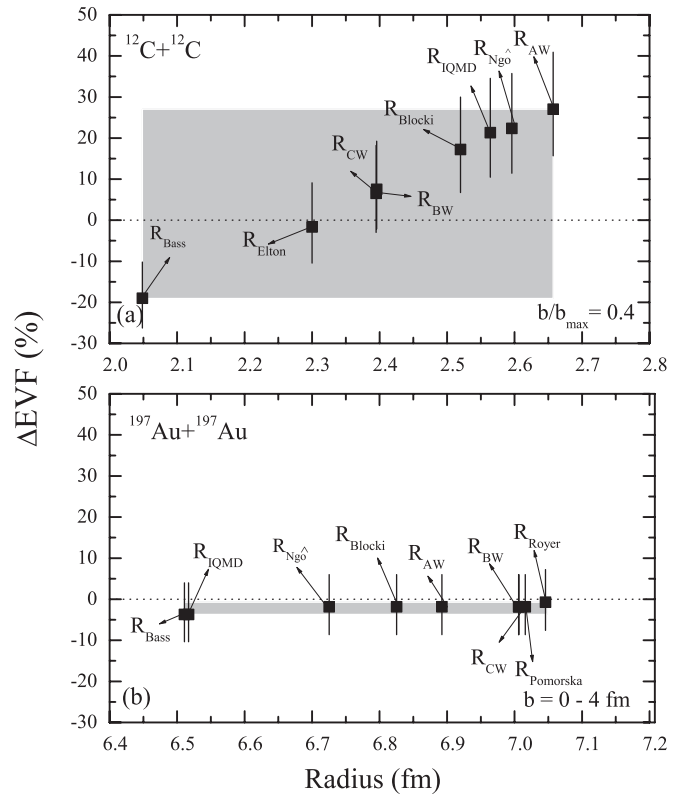 50
40
30
20
10
0
-10
-20
-30
¹²C+¹²C
R_AW
R_Ngô
R_IQMD
R_Blocki
R_CW
R_BW
R_Bass
R_Elton
(a)
b/b_max = 0.4
2.0 2.1 2.2 2.3 2.4 2.5 2.6 2.7 2.8
ΔEVF (%)
50
40
30
20
10
0
-10
-20
-30
¹⁹⁷Au+¹⁹⁷Au
R_IQMD
R_Ngô
R_Blocki
R_AW
R_BW
R_Royer
R_Bass
R_CW
R_Pomorska
(b)
b = 0 - 4 fm
6.4 6.5 6.6 6.7 6.8 6.9 7.0 7.1 7.2
Radius (fm)